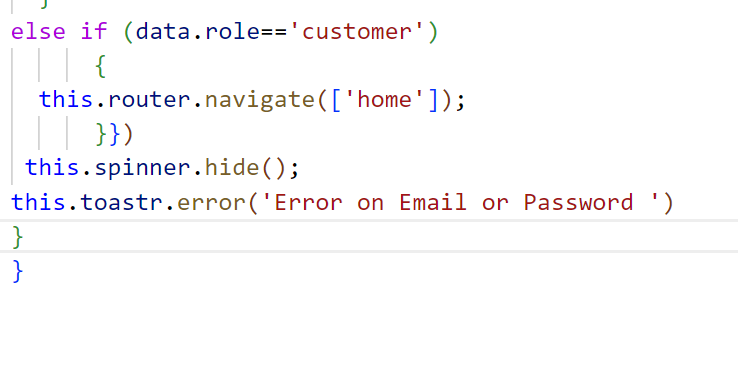 }
else if (data.role=='customer')
{
this.router.navigate(['home']);
}})
this.spinner.hide();
this.toastr.error('Error on Email or Password ')
}
}